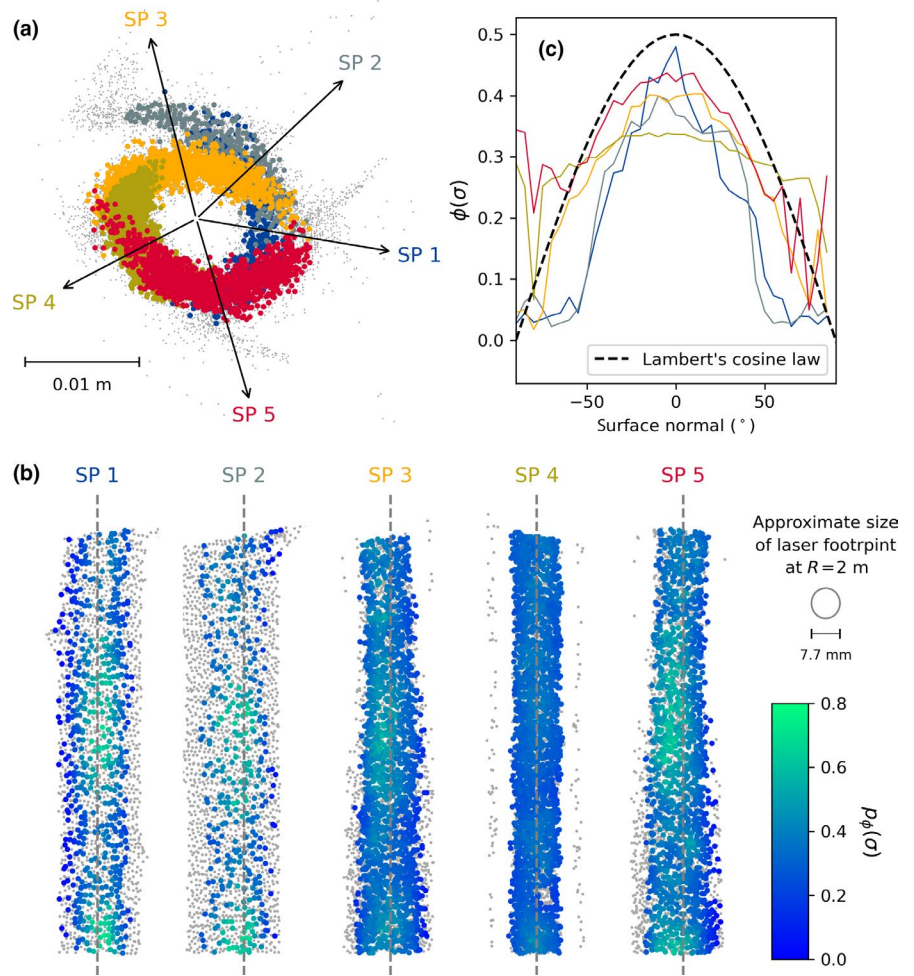 (a)
SP 3
SP 2
SP 1
SP 4
SP 5
0.01 m
(c)
0.5
0.4
0.3
0.2
0.1
0.0
ϕ(σ)
Lambert's cosine law
−50 0 50
Surface normal (°)
(b)
SP 1 SP 2 SP 3 SP 4 SP 5
Approximate size
of laser footrpint
at R = 2 m
7.7 mm
0.8
0.6
0.4
0.2
0.0
pϕ(σ)